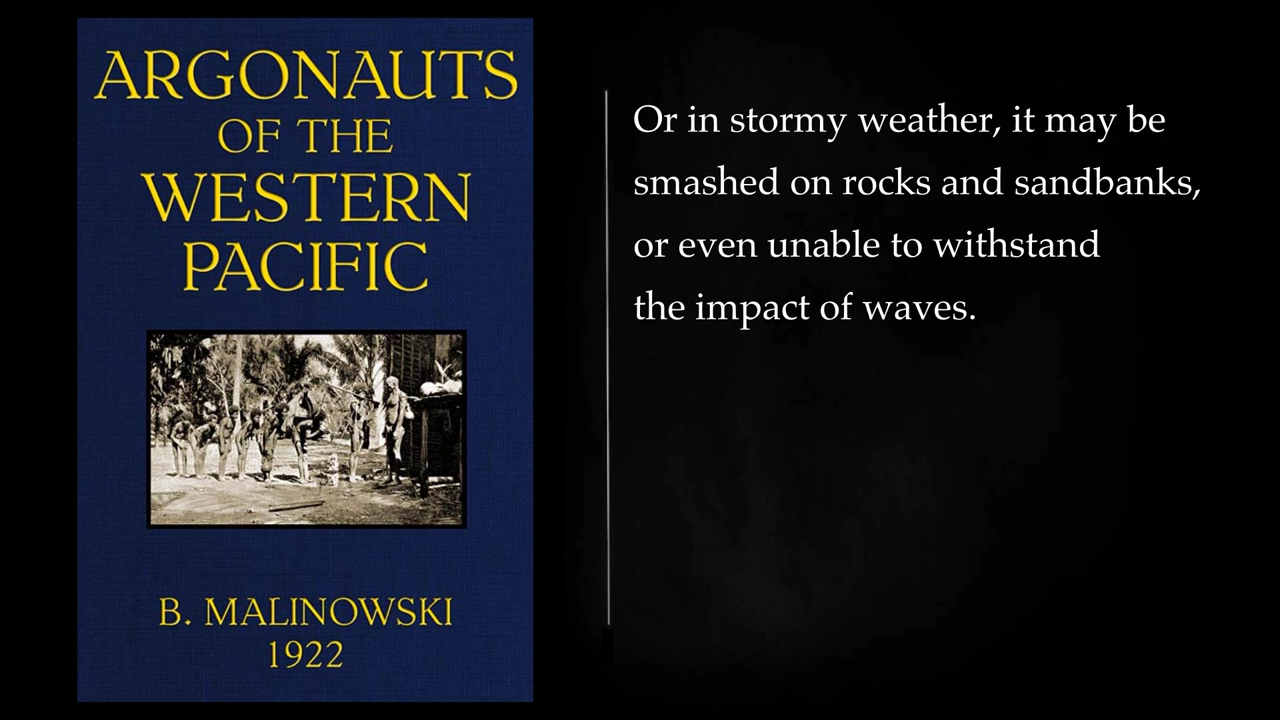 ARGONAUTS
OF THE
WESTERN
PACIFIC
B. MALINOWSKI
1922
Or in stormy weather, it may be
smashed on rocks and sandbanks,
or even unable to withstand
the impact of waves.